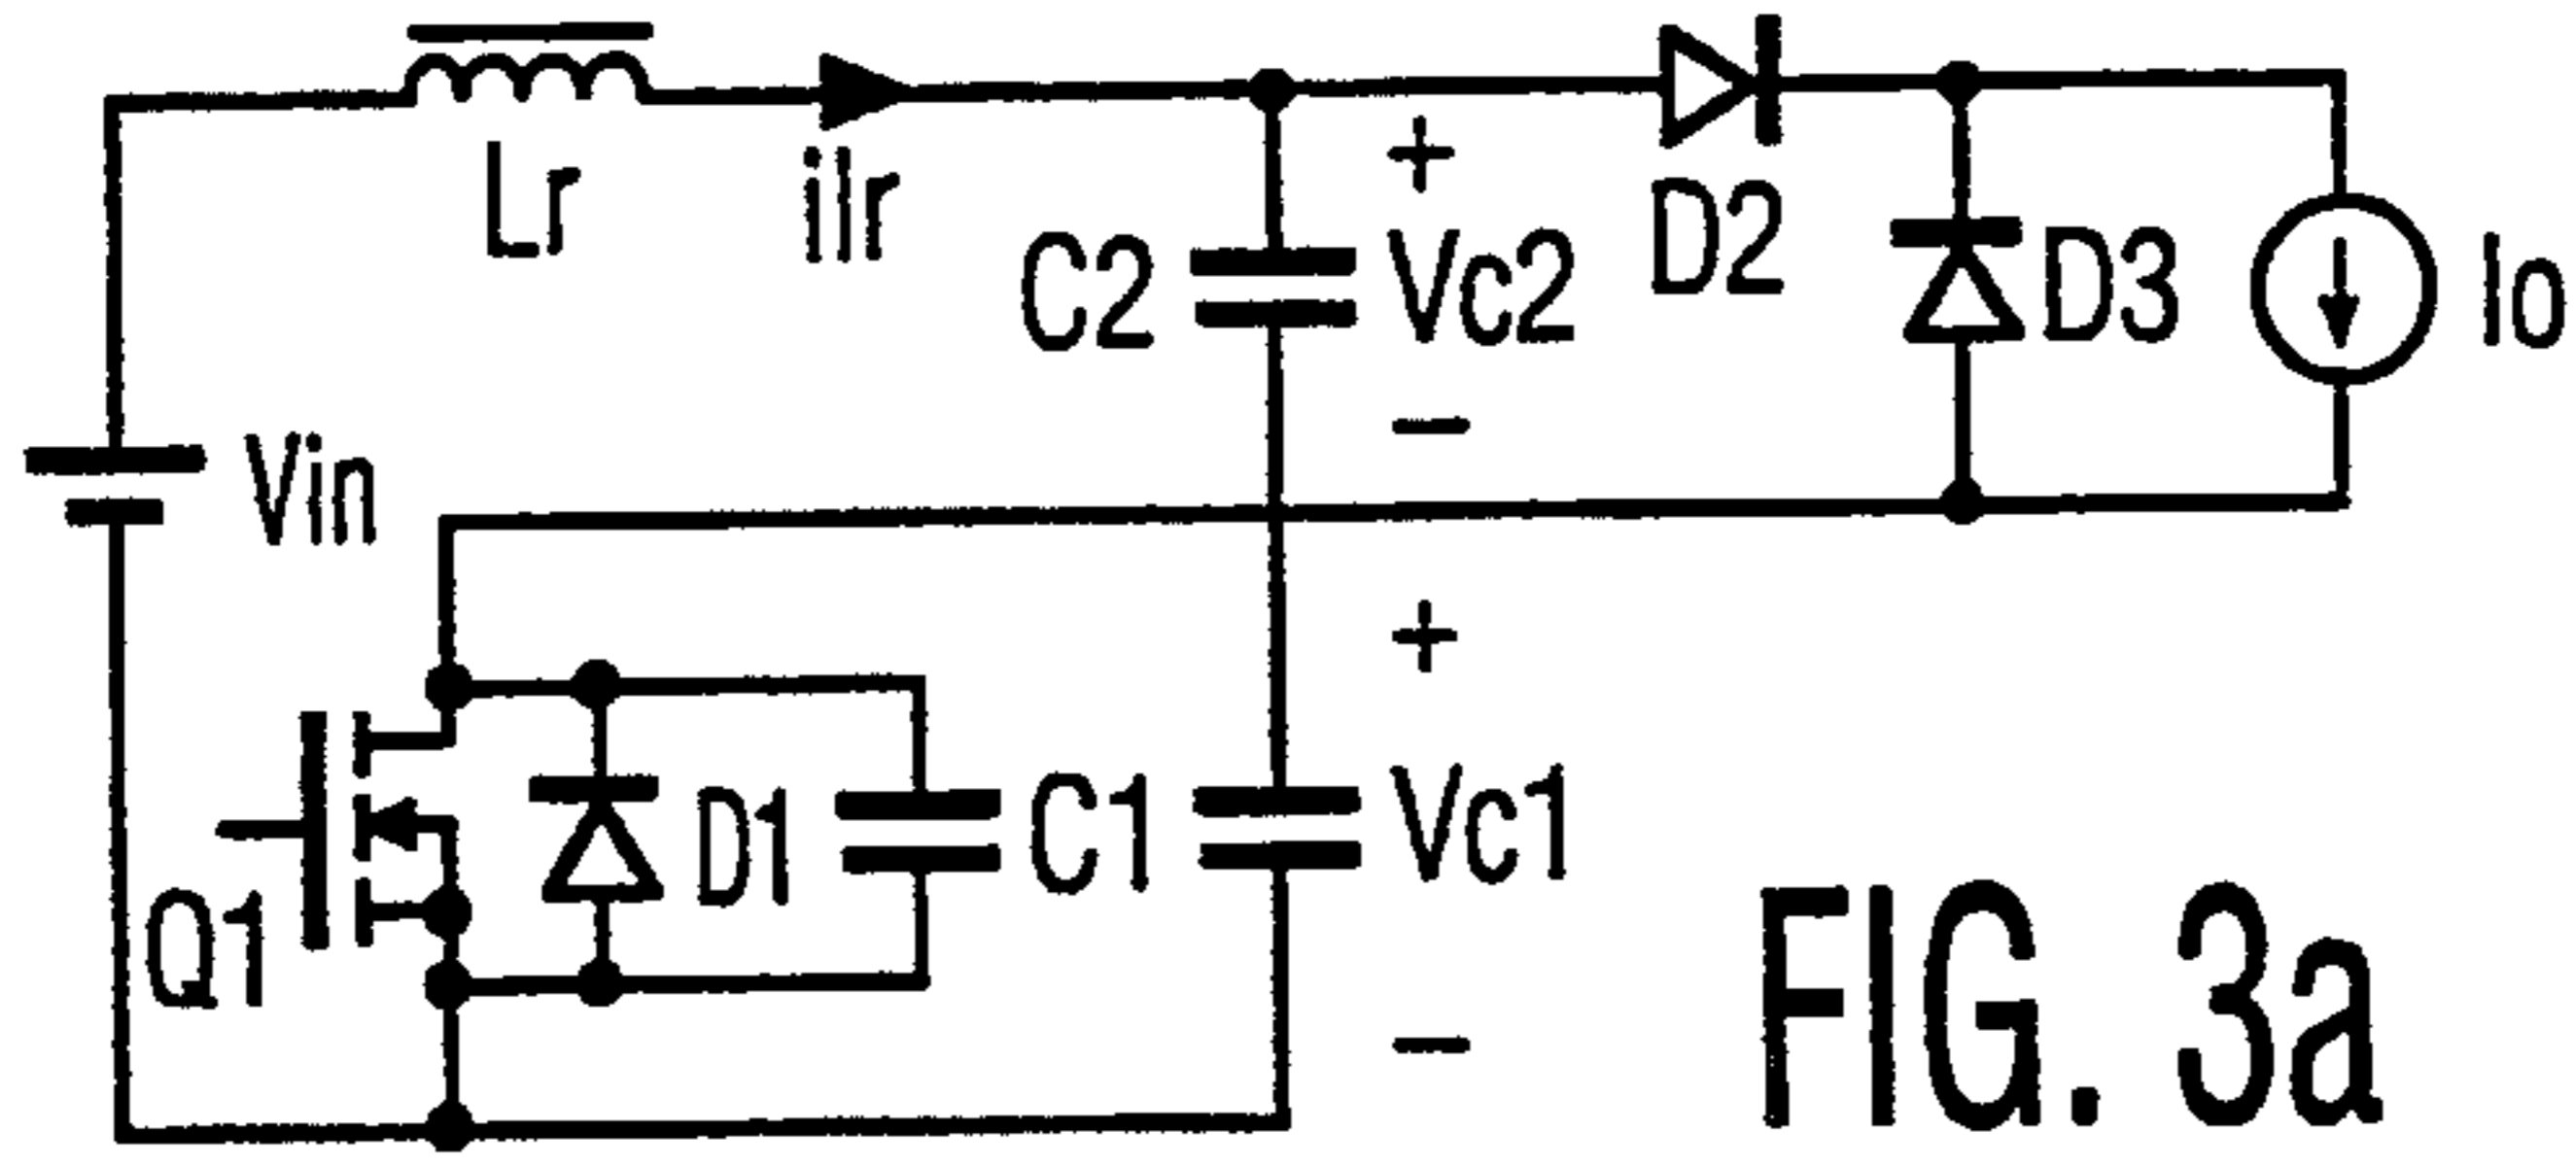 Lr
ilr
+
C2
Vc2
D2
D3
Io
−
Vin
+
Q1
D1
C1
Vc1
−
FIG. 3a